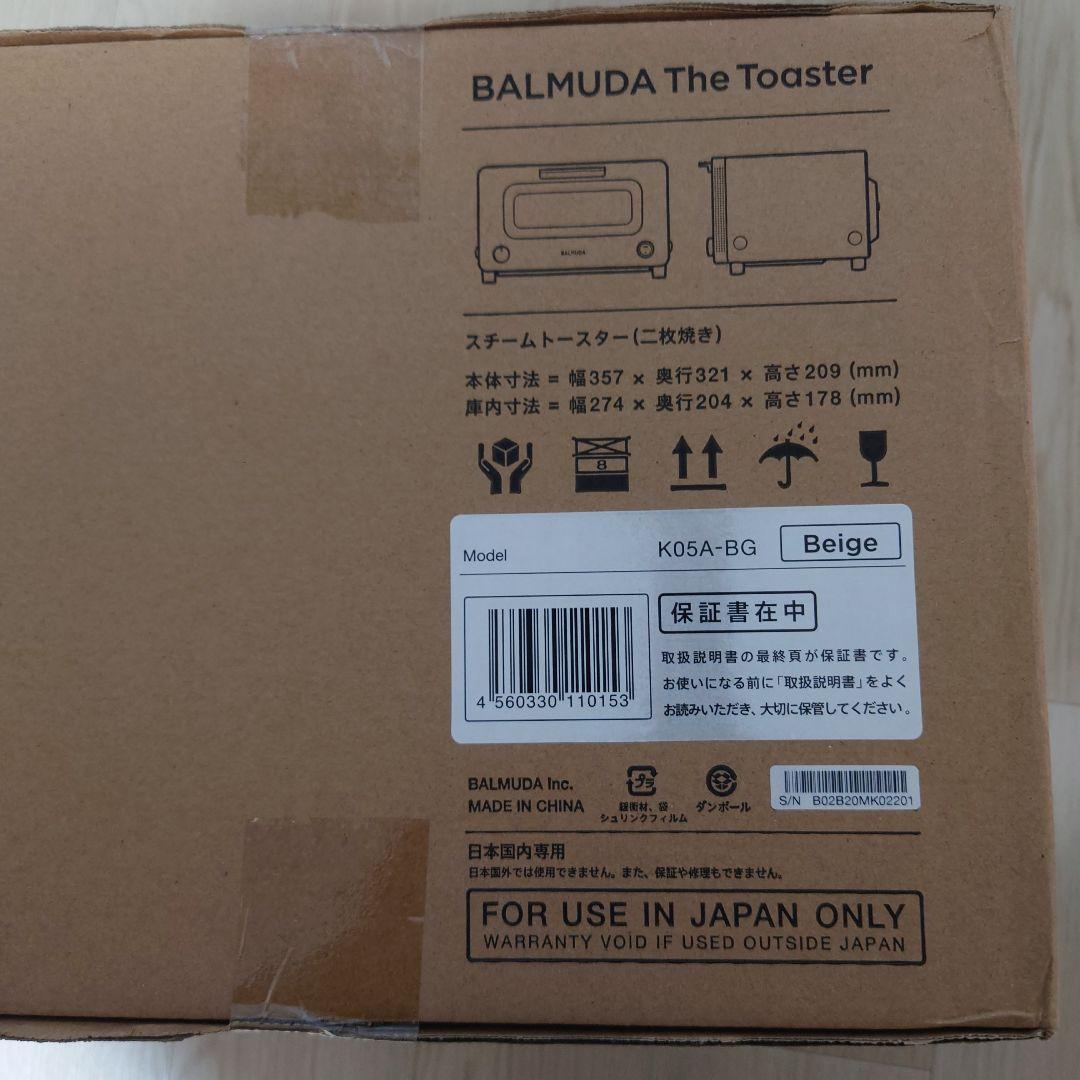 BALMUDA The Toaster
BALMUDA
スチームトースター(二枚焼き)
本体寸法 = 幅357 × 奥行321 × 高さ209 (mm)
庫内寸法 = 幅274 × 奥行204 × 高さ178 (mm)
8
Model K05A-BG Beige
保証書在中
取扱説明書の最終頁が保証書です。
お使いになる前に「取扱説明書」をよく
お読みいただき、大切に保管してください。
4 560330 110153
BALMUDA Inc.
MADE IN CHINA
プラ
緩衝材、袋
シュリンクフィルム
ダンボール
S/N B02B20MK02201
日本国内専用
日本国外では使用できません。また、保証や修理もできません。
FOR USE IN JAPAN ONLY
WARRANTY VOID IF USED OUTSIDE JAPAN